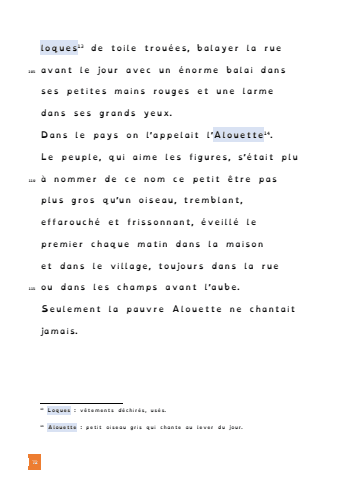 loques¹³ de toile trouées, balayer la rue
105 avant le jour avec un énorme balai dans
ses petites mains rouges et une larme
dans ses grands yeux.
Dans le pays on l'appelait l'Alouette¹⁴.
Le peuple, qui aime les figures, s'était plu
110 à nommer de ce nom ce petit être pas
plus gros qu'un oiseau, tremblant,
effarouché et frissonnant, éveillé le
premier chaque matin dans la maison
et dans le village, toujours dans la rue
115 ou dans les champs avant l'aube.
Seulement la pauvre Alouette ne chantait
jamais.
¹³ Loques : vêtements déchirés, usés.
¹⁴ Alouette : petit oiseau gris qui chante au lever du jour.